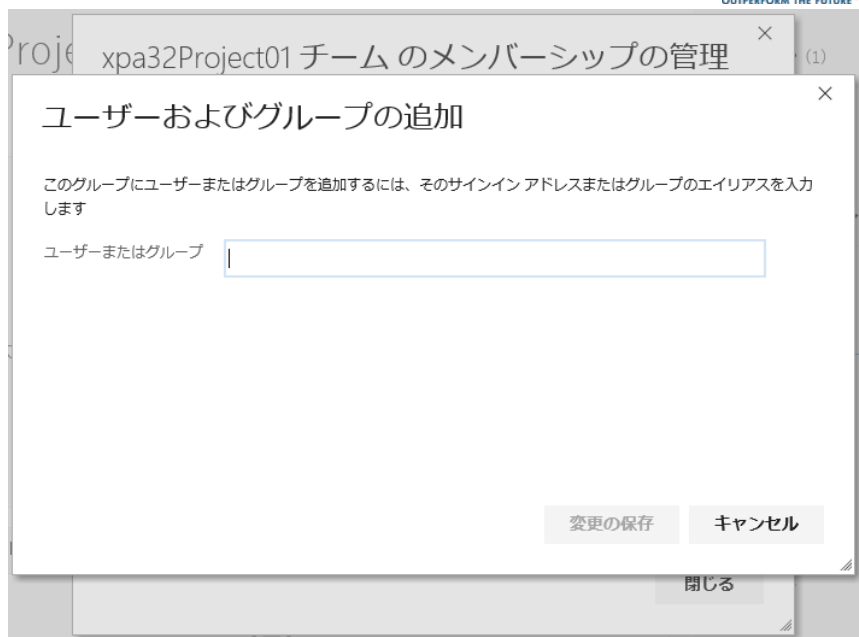 OUTPERFORM THE FUTURE
xpa32Project01 チーム のメンバーシップの管理
(1)
ユーザーおよびグループの追加
このグループにユーザーまたはグループを追加するには、そのサインイン アドレスまたはグループのエイリアスを入力
します
ユーザーまたはグループ
変更の保存
キャンセル
閉じる